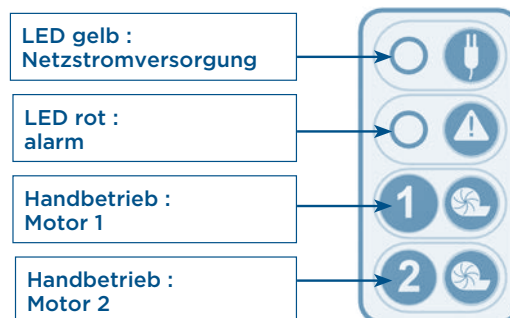 LED gelb :
Netzstromversorgung
LED rot :
alarm
Handbetrieb :
Motor 1
1
Handbetrieb :
Motor 2
2